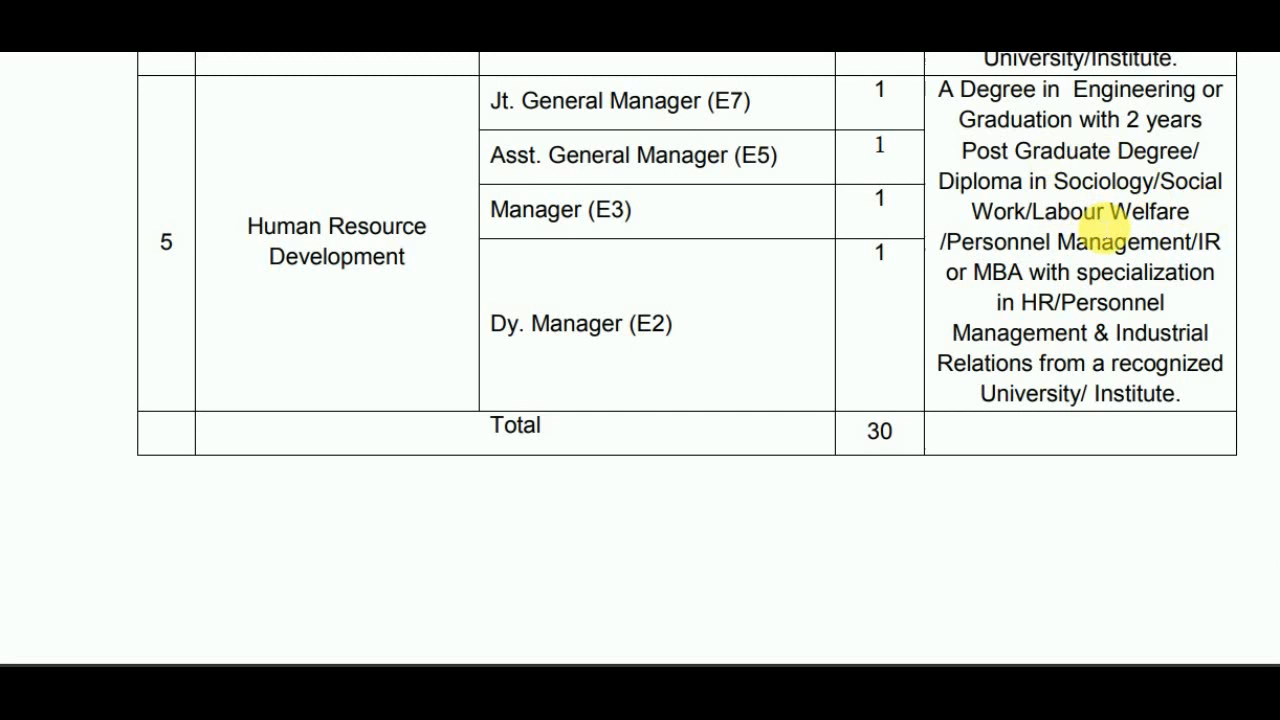 University/Institute.
5
Human Resource
Development
Jt. General Manager (E7)
1
Asst. General Manager (E5)
1
Manager (E3)
1
Dy. Manager (E2)
1
A Degree in Engineering or
Graduation with 2 years
Post Graduate Degree/
Diploma in Sociology/Social
Work/Labour Welfare
/Personnel Management/IR
or MBA with specialization
in HR/Personnel
Management & Industrial
Relations from a recognized
University/ Institute.
Total
30